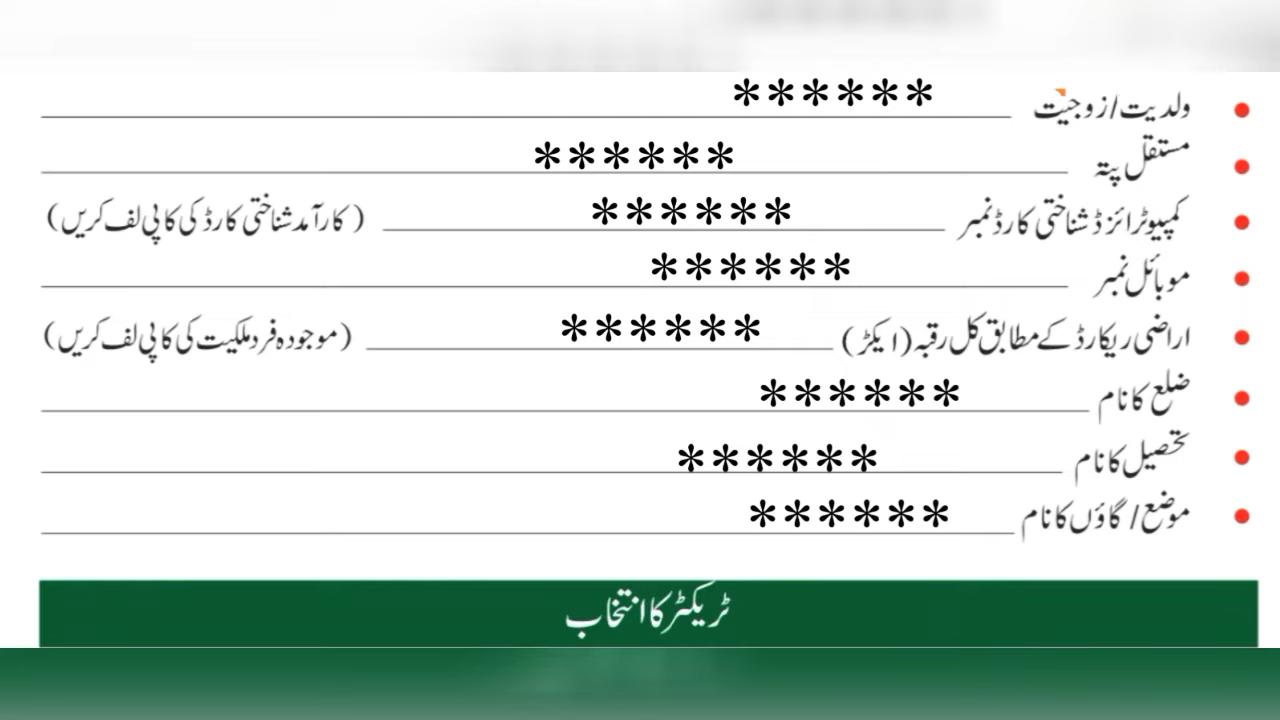 ولدیت/زوجیت ******
مستقل پتہ ******
کمپیوٹرائزڈ شناختی کارڈ نمبر ****** (کارآمد شناختی کارڈ کی کاپی لف کریں)
موبائل نمبر ******
اراضی ریکارڈ کے مطابق کل رقبہ (ایکڑ) ****** (موجودہ فرد ملکیت کی کاپی لف کریں)
ضلع کا نام ******
تحصیل کا نام ******
موضع/ گاؤں کا نام ******
ٹریکٹر کا انتخاب